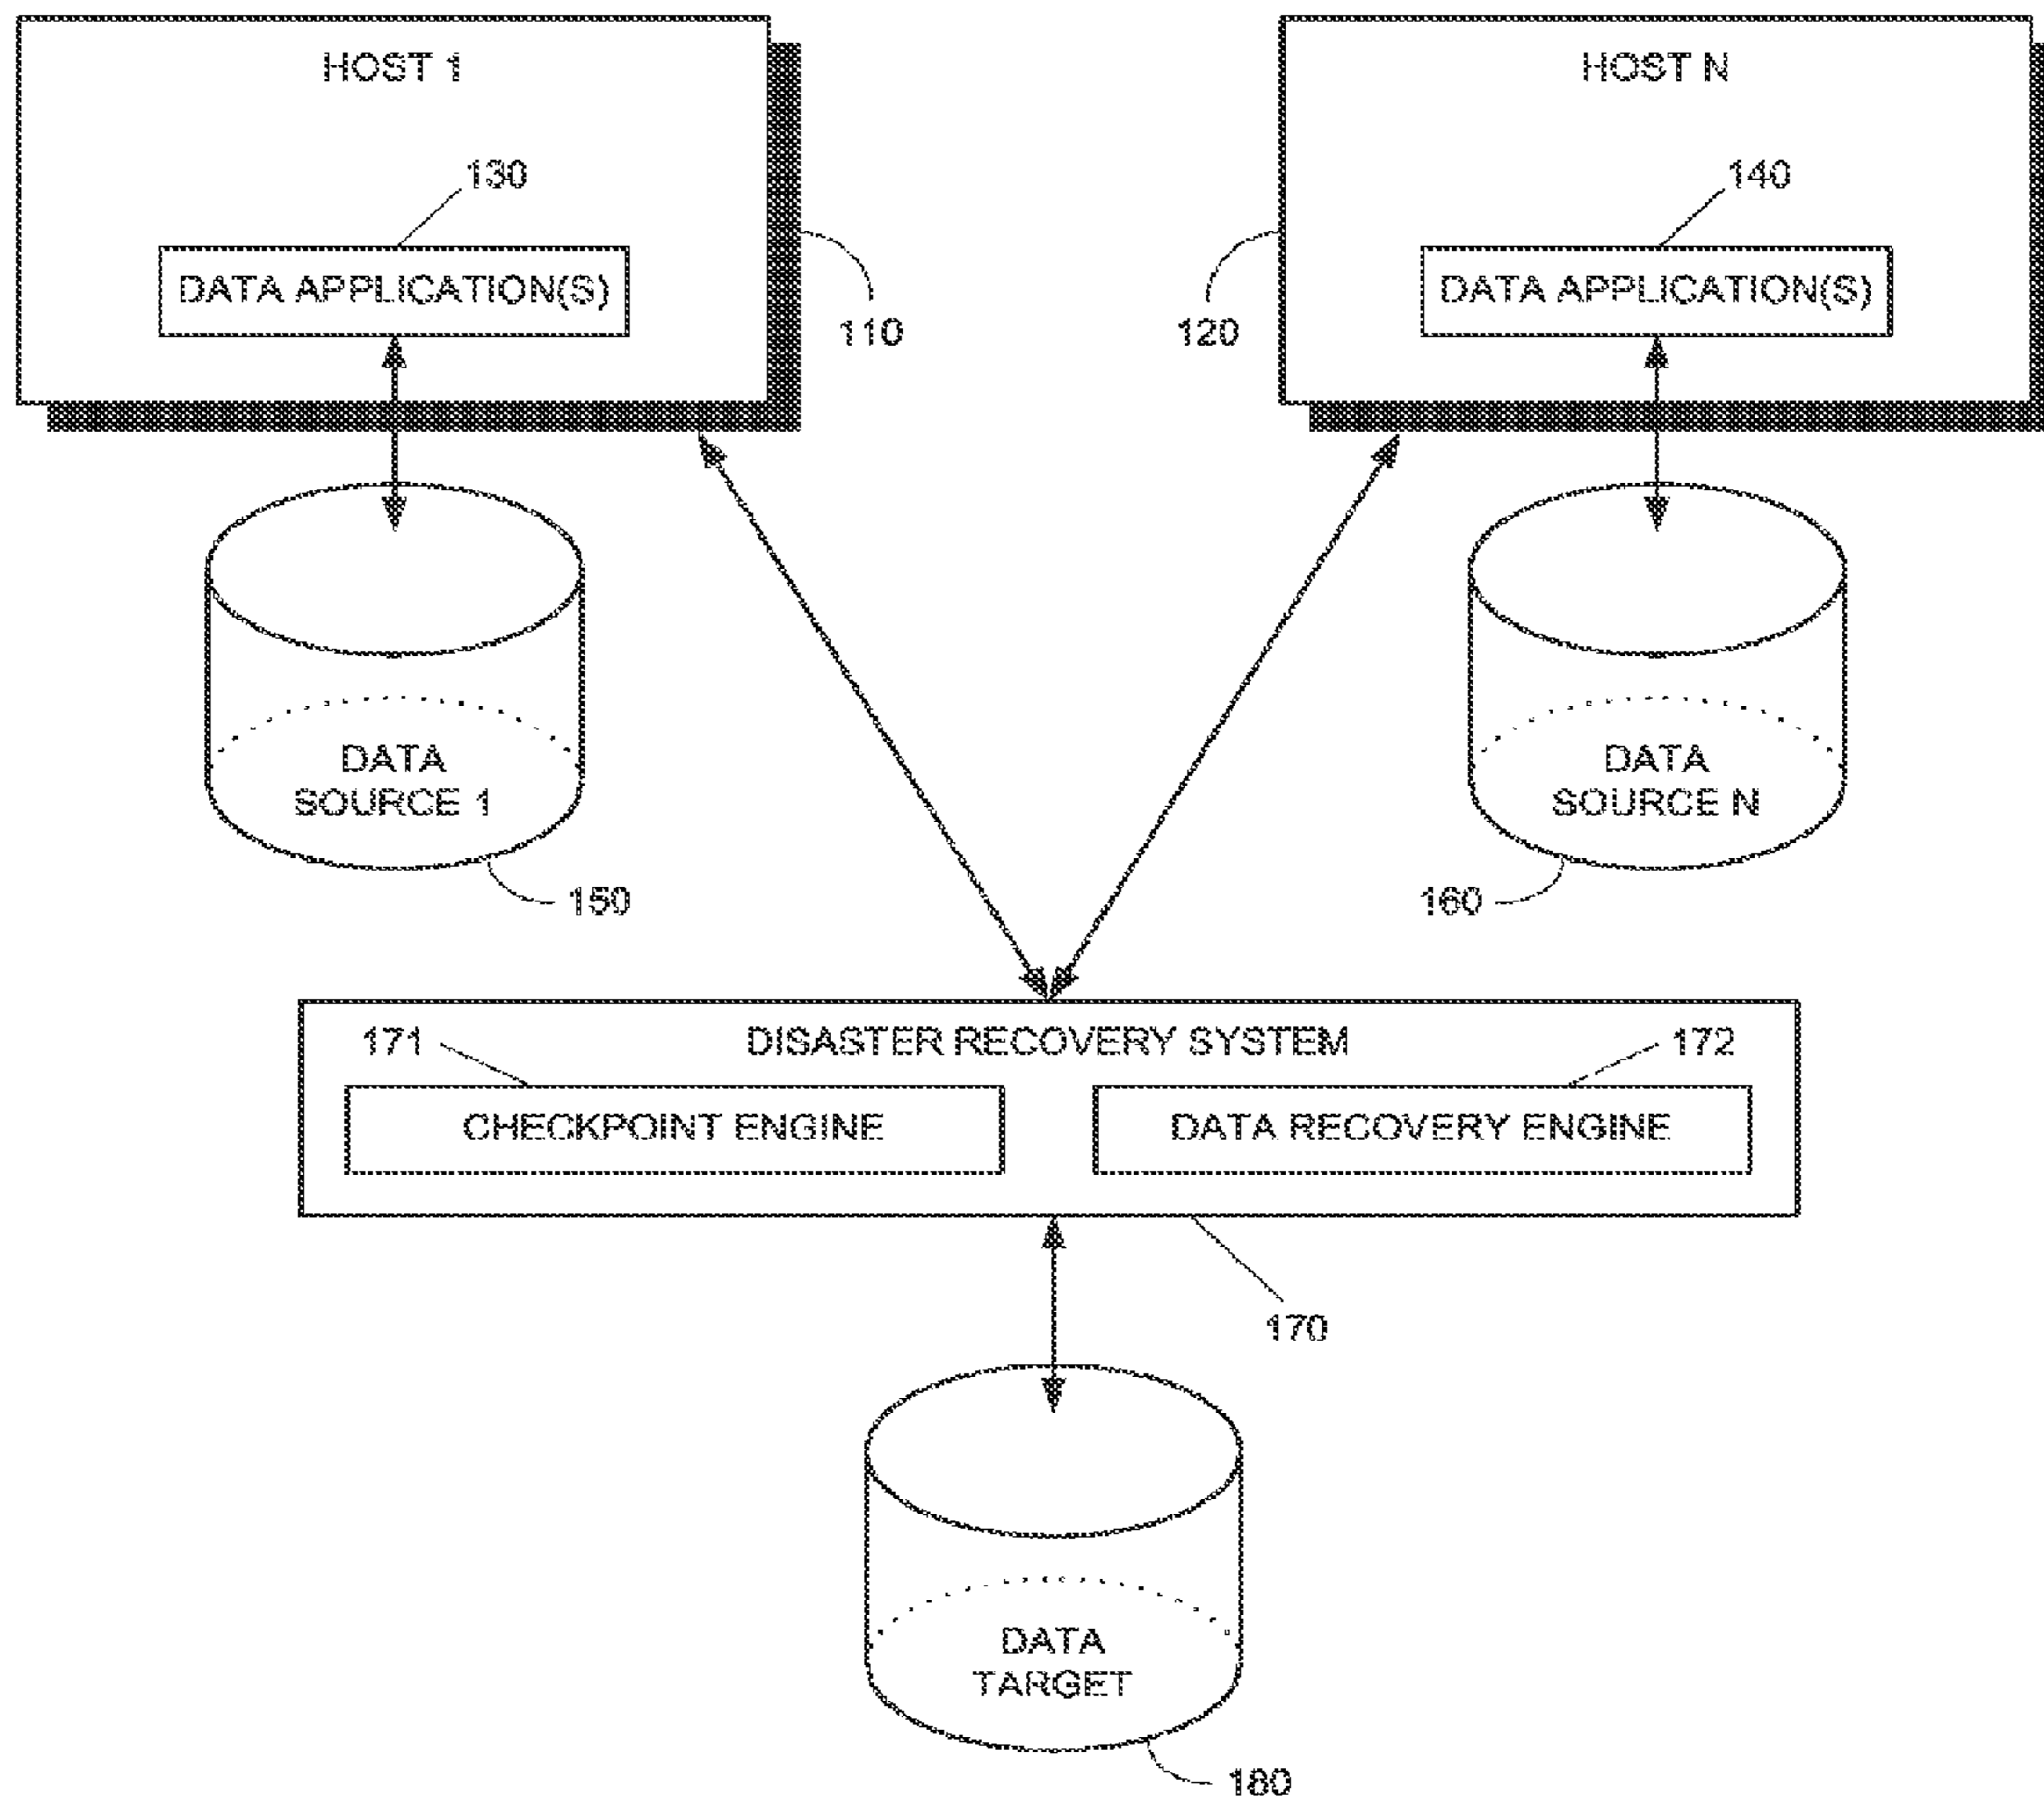 HOST 1
HOST N
130
140
DATA APPLICATION(S)
DATA APPLICATION(S)
110
120
DATA
SOURCE 1
DATA
SOURCE N
150
160
DISASTER RECOVERY SYSTEM
171
172
CHECKPOINT ENGINE
DATA RECOVERY ENGINE
170
DATA
TARGET
180